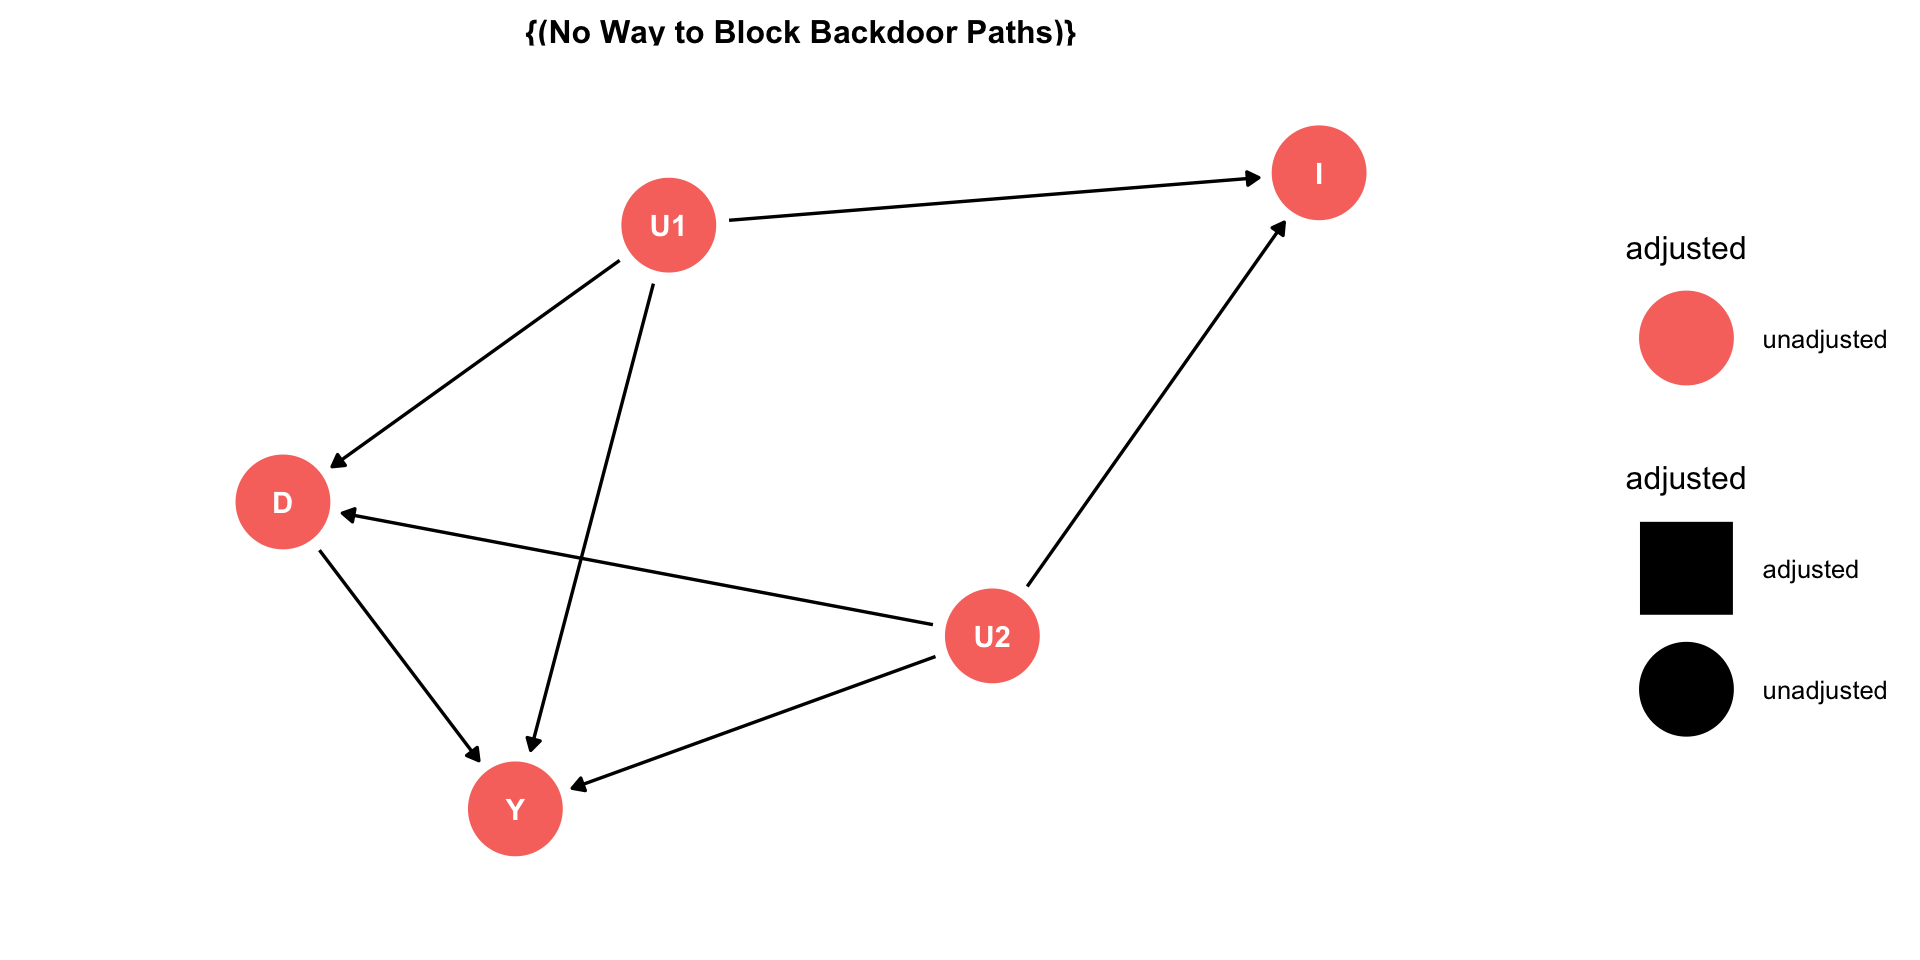 {(No Way to Block Backdoor Paths)}
I
U1
D
U2
Y
adjusted
unadjusted
adjusted
adjusted
unadjusted